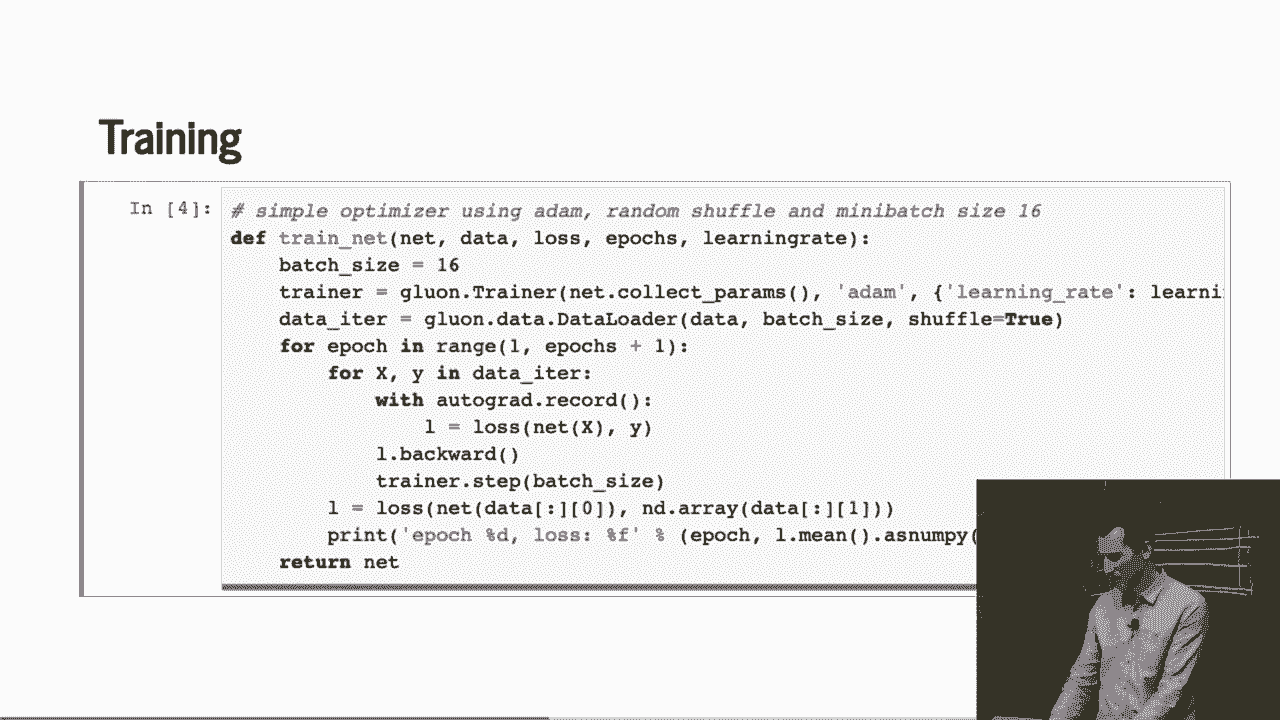 Training
In [4]:
# simple optimizer using adam, random shuffle and minibatch size 16
def train_net(net, data, loss, epochs, learningrate):
    batch_size = 16
    trainer = gluon.Trainer(net.collect_params(), 'adam', {'learning_rate': learni
    data_iter = gluon.data.DataLoader(data, batch_size, shuffle=True)
    for epoch in range(1, epochs + 1):
        for X, y in data_iter:
            with autograd.record():
                l = loss(net(X), y)
            l.backward()
            trainer.step(batch_size)
        l = loss(net(data[:][0]), nd.array(data[:][1]))
        print('epoch %d, loss: %f' % (epoch, l.mean().asnumpy(
    return net